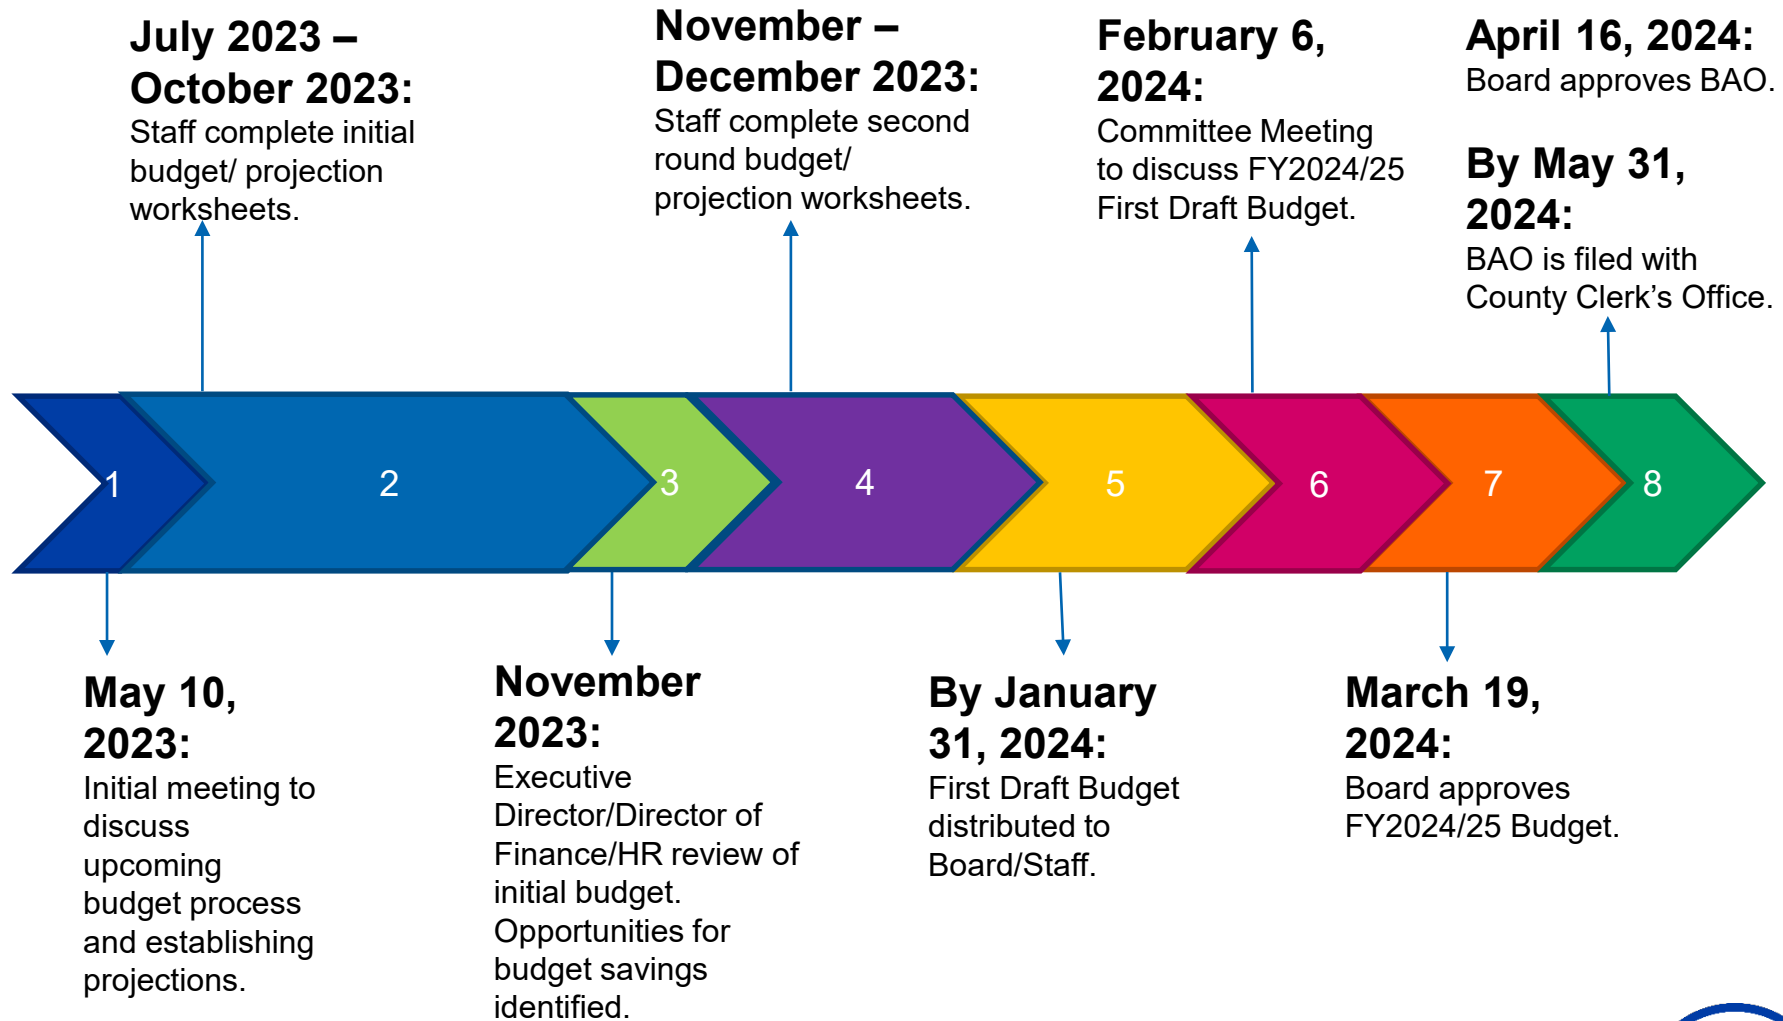 July 2023 –
October 2023:
Staff complete initial
budget/ projection
worksheets.
November –
December 2023:
Staff complete second
round budget/
projection worksheets.
February 6,
2024:
Committee Meeting
to discuss FY2024/25
First Draft Budget.
April 16, 2024:
Board approves BAO.
By May 31,
2024:
BAO is filed with
County Clerk’s Office.
1
2
3
4
5
6
7
8
May 10,
2023:
Initial meeting to
discuss
upcoming
budget process
and establishing
projections.
November
2023:
Executive
Director/Director of
Finance/HR review of
initial budget.
Opportunities for
budget savings
identified.
By January
31, 2024:
First Draft Budget
distributed to
Board/Staff.
March 19,
2024:
Board approves
FY2024/25 Budget.